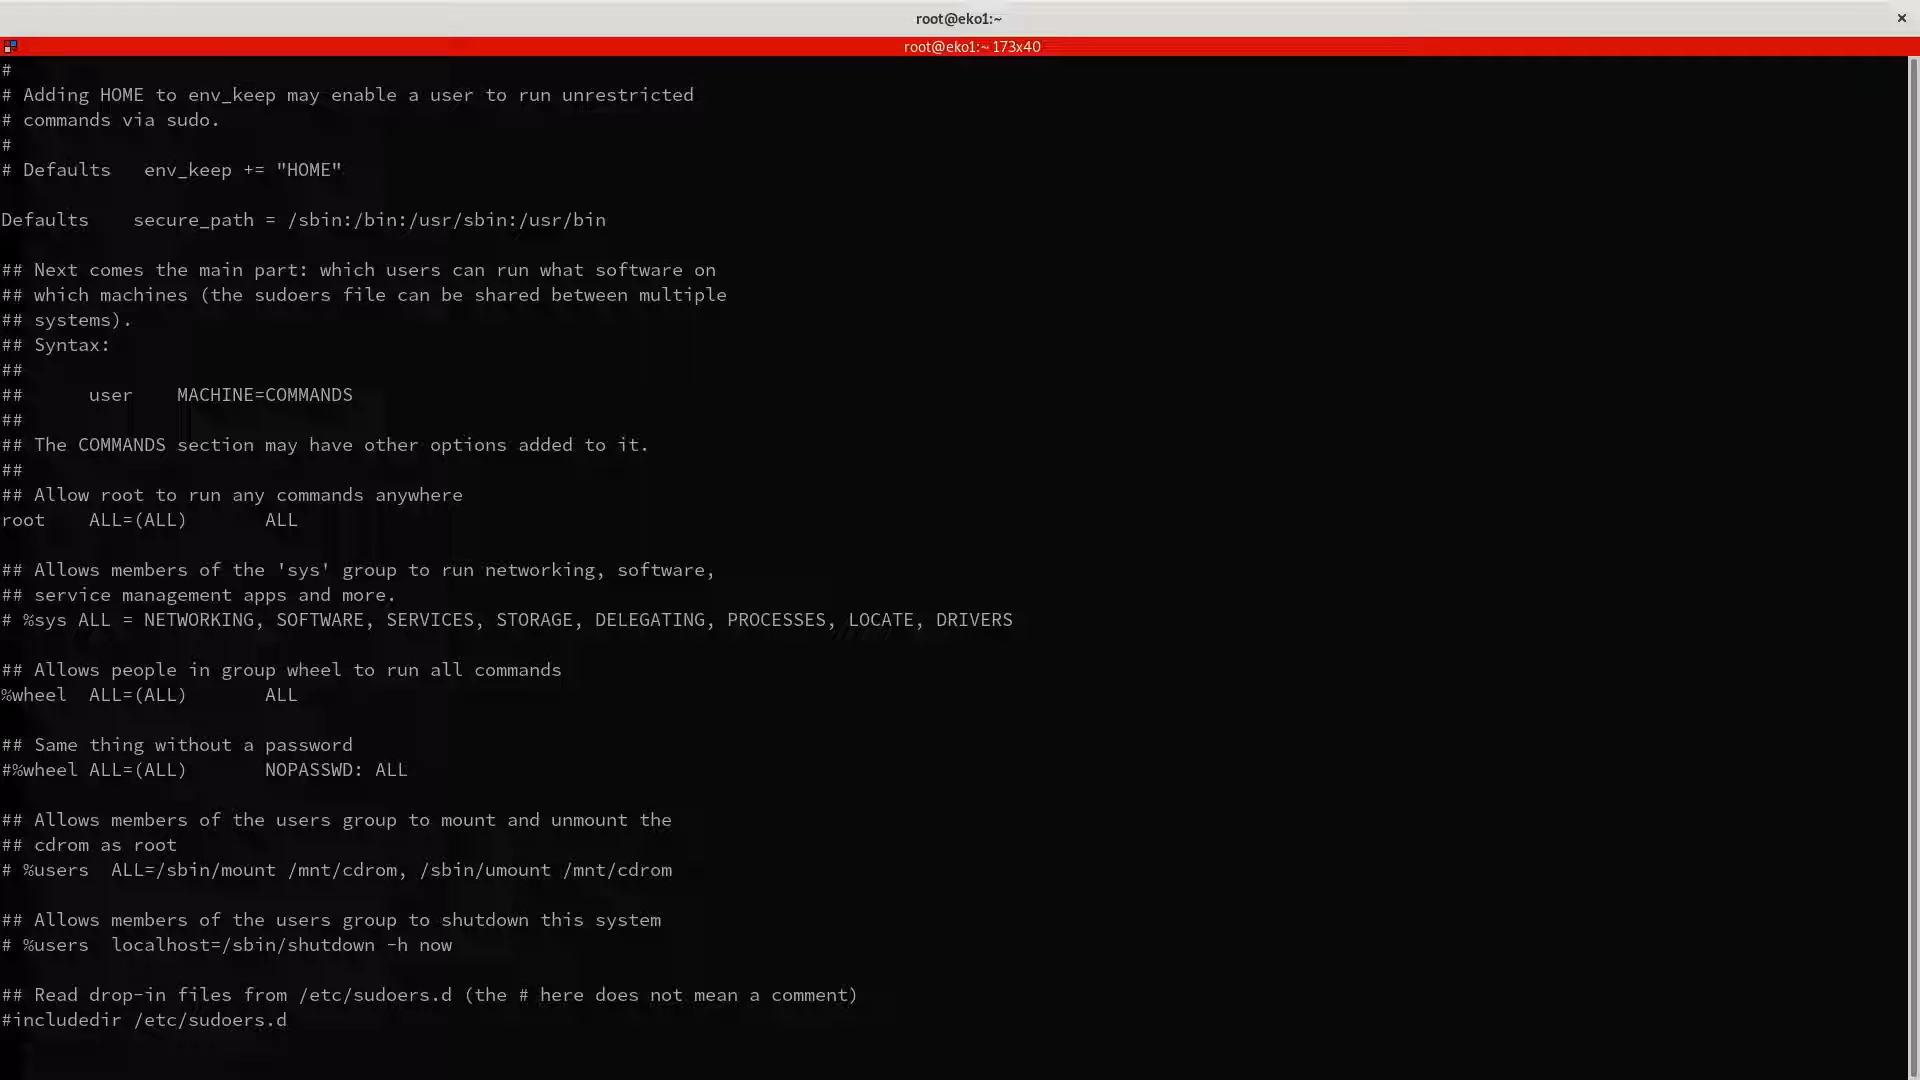 root@eko1:~
×
root@eko1:~ 173x40
#
# Adding HOME to env_keep may enable a user to run unrestricted
# commands via sudo.
#
# Defaults   env_keep += "HOME"

Defaults    secure_path = /sbin:/bin:/usr/sbin:/usr/bin

## Next comes the main part: which users can run what software on
## which machines (the sudoers file can be shared between multiple
## systems).
## Syntax:
##
##      user    MACHINE=COMMANDS
##
## The COMMANDS section may have other options added to it.
##
## Allow root to run any commands anywhere
root    ALL=(ALL)       ALL

## Allows members of the 'sys' group to run networking, software,
## service management apps and more.
# %sys ALL = NETWORKING, SOFTWARE, SERVICES, STORAGE, DELEGATING, PROCESSES, LOCATE, DRIVERS

## Allows people in group wheel to run all commands
%wheel  ALL=(ALL)       ALL

## Same thing without a password
#%wheel ALL=(ALL)       NOPASSWD: ALL

## Allows members of the users group to mount and unmount the
## cdrom as root
# %users  ALL=/sbin/mount /mnt/cdrom, /sbin/umount /mnt/cdrom

## Allows members of the users group to shutdown this system
# %users  localhost=/sbin/shutdown -h now

## Read drop-in files from /etc/sudoers.d (the # here does not mean a comment)
#includedir /etc/sudoers.d